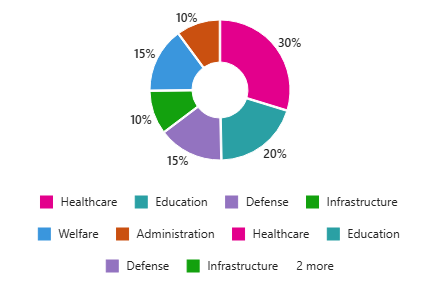 10%
30%
15%
10%
15%
20%
Healthcare Education Defense Infrastructure
Welfare Administration Healthcare Education
Defense Infrastructure 2 more